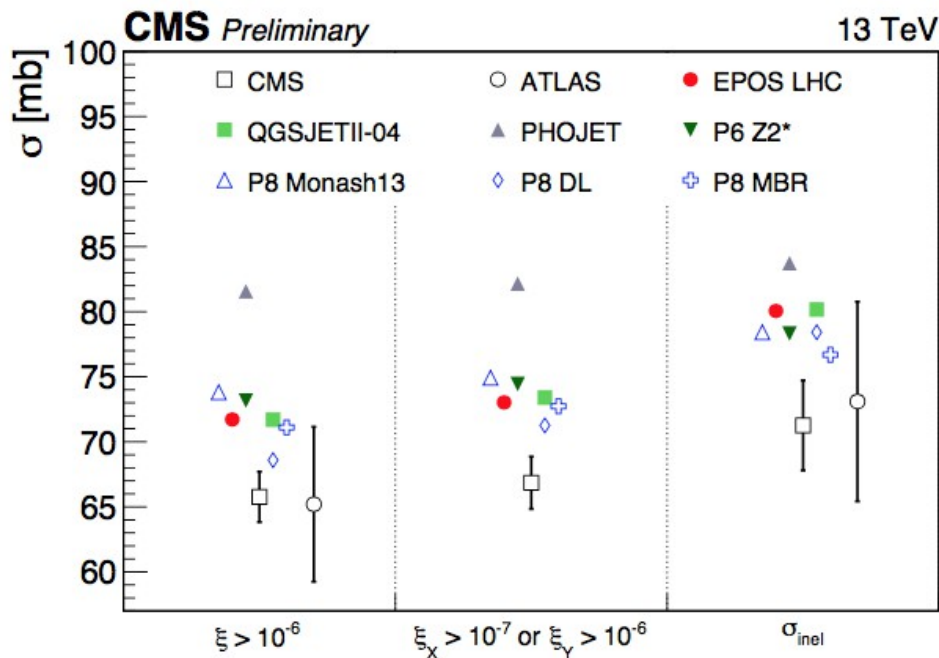 CMS Preliminary 13 TeV
σ [mb]
100
95
90
85
80
75
70
65
60
CMS ATLAS EPOS LHC
QGSJETII-04 PHOJET P6 Z2*
P8 Monash13 P8 DL P8 MBR
ξ > 10⁻⁶ ξ_X > 10⁻⁷ or ξ_Y > 10⁻⁶ σ_inel